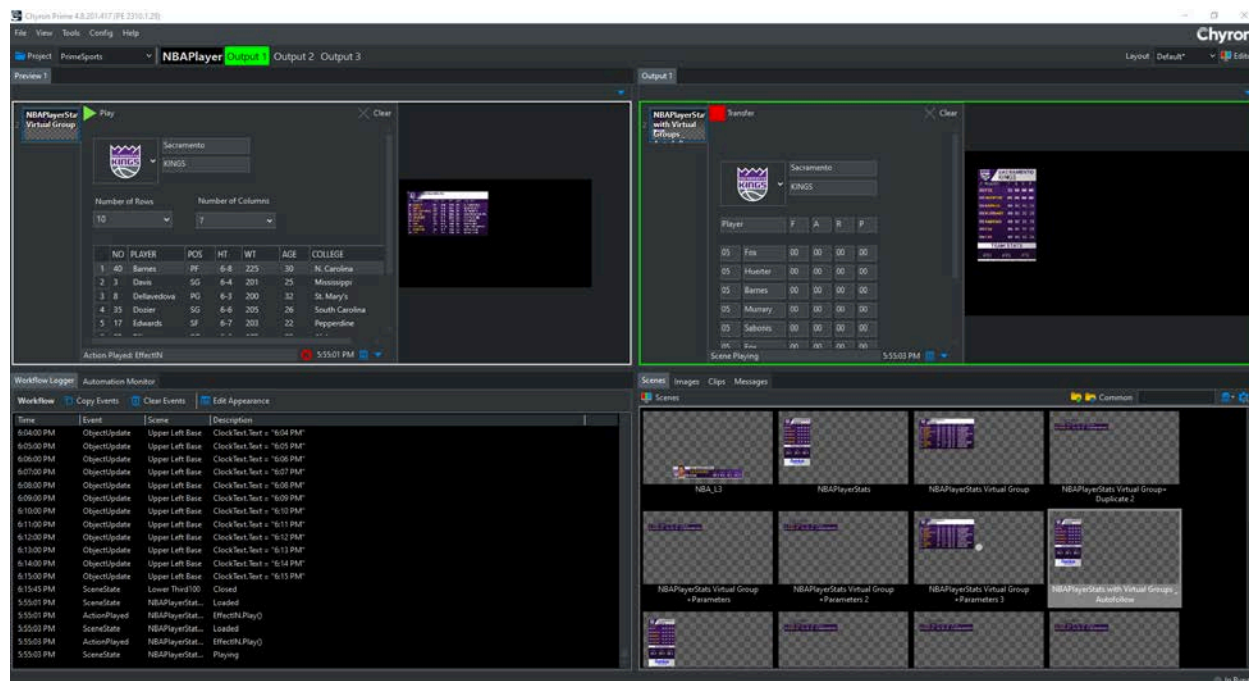 Chyron Prime 4.8.201.417 (PE 2310.1.28)
File View Tools Config Help
Chyron
Project PrimeSports NBAPlayer Output 1 Output 2 Output 3
Layout Default*
Preview 1
NBAPlayerSta
Virtual Group
Play
Clear
Sacramento
KINGS
Number of Rows Number of Columns
10 7
NO PLAYER POS HT WT AGE COLLEGE
1 40 Barnes PF 6-8 225 30 N. Carolina
2 3 Davis SG 6-4 201 25 Mississippi
3 8 Dellavedova PG 6-3 200 32 St. Mary's
4 35 Dozier SG 6-6 205 26 South Carolina
5 17 Edwards SF 6-7 203 22 Pepperdine
Action Played: EffectIN 5:55:01 PM
Output 1
NBAPlayerStat
with Virtual
Groups
Transfer
Clear
Sacramento
KINGS
Player F A R P
05 Fox 00 00 00 00
05 Huerter 00 00 00 00
05 Barnes 00 00 00 00
05 Murrary 00 00 00 00
05 Sabonis 00 00 00 00
Scene Playing 5:55:03 PM
SACRAMENTO
KINGS
TEAM STATS
Workflow Logger Automation Monitor
Workflow Copy Events Clear Events Edit Appearance
Time Event Scene Description
6:04:00 PM ObjectUpdate Upper Left Base ClockText.Text = "6:04 PM"
6:05:00 PM ObjectUpdate Upper Left Base ClockText.Text = "6:05 PM"
6:06:00 PM ObjectUpdate Upper Left Base ClockText.Text = "6:06 PM"
6:07:00 PM ObjectUpdate Upper Left Base ClockText.Text = "6:07 PM"
6:08:00 PM ObjectUpdate Upper Left Base ClockText.Text = "6:08 PM"
6:09:00 PM ObjectUpdate Upper Left Base ClockText.Text = "6:09 PM"
6:10:00 PM ObjectUpdate Upper Left Base ClockText.Text = "6:10 PM"
6:11:00 PM ObjectUpdate Upper Left Base ClockText.Text = "6:11 PM"
6:12:00 PM ObjectUpdate Upper Left Base ClockText.Text = "6:12 PM"
6:13:00 PM ObjectUpdate Upper Left Base ClockText.Text = "6:13 PM"
6:14:00 PM ObjectUpdate Upper Left Base ClockText.Text = "6:14 PM"
6:15:00 PM ObjectUpdate Upper Left Base ClockText.Text = "6:15 PM"
6:15:45 PM SceneState Lower Third100 Closed
5:55:01 PM SceneState NBAPlayerStat... Loaded
5:55:01 PM ActionPlayed NBAPlayerStat... EffectIN.Play()
5:55:03 PM SceneState NBAPlayerStat... Loaded
5:55:03 PM ActionPlayed NBAPlayerStat... EffectIN.Play()
5:55:03 PM SceneState NBAPlayerStat... Playing
Scenes Images Clips Messages
Scenes
Common
NBA_L3
NBAPlayerStats
NBAPlayerStats Virtual Group
NBAPlayerStats Virtual Group+
Duplicate 2
NBAPlayerStats Virtual Group
+Parameters
NBAPlayerStats Virtual Group
+Parameters 2
NBAPlayerStats Virtual Group
+Parameters 3
NBAPlayerStats with Virtual Groups_
Autofollow